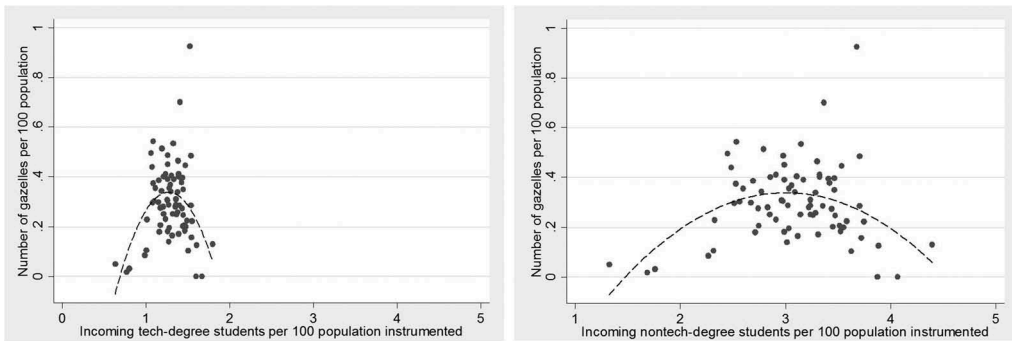 Number of gazelles per 100 population
1
.8
.6
.4
.2
0
0 1 2 3 4 5
Incoming tech-degree students per 100 population instrumented
Number of gazelles per 100 population
1
.8
.6
.4
.2
0
1 2 3 4 5
Incoming nontech-degree students per 100 population instrumented